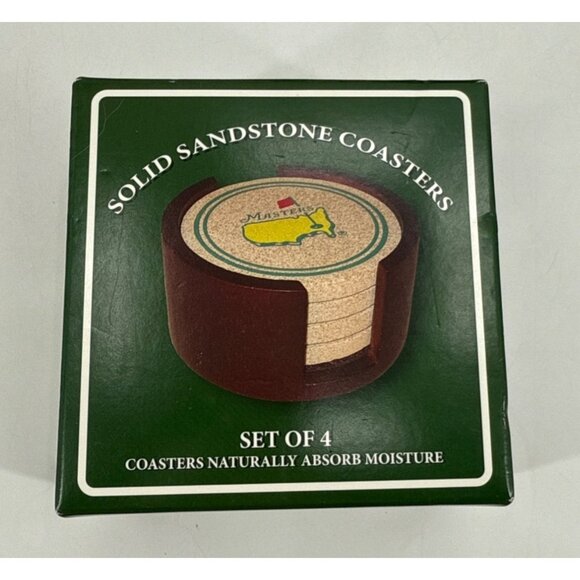 SOLID SANDSTONE COASTERS
MASTERS
®
SET OF 4
COASTERS NATURALLY ABSORB MOISTURE